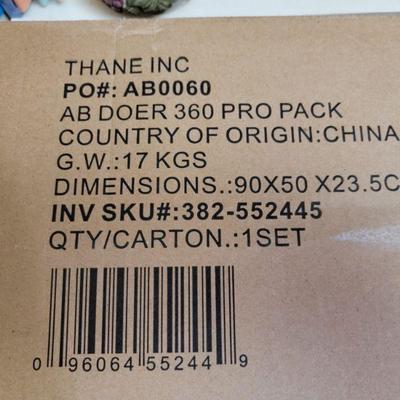 THANE INC
PO#: AB0060
AB DOER 360 PRO PACK
COUNTRY OF ORIGIN:CHINA
G.W.:17 KGS
DIMENSIONS.:90X50 X23.5C
INV SKU#:382-552445
QTY/CARTON.:1SET
0 96064 55244 9